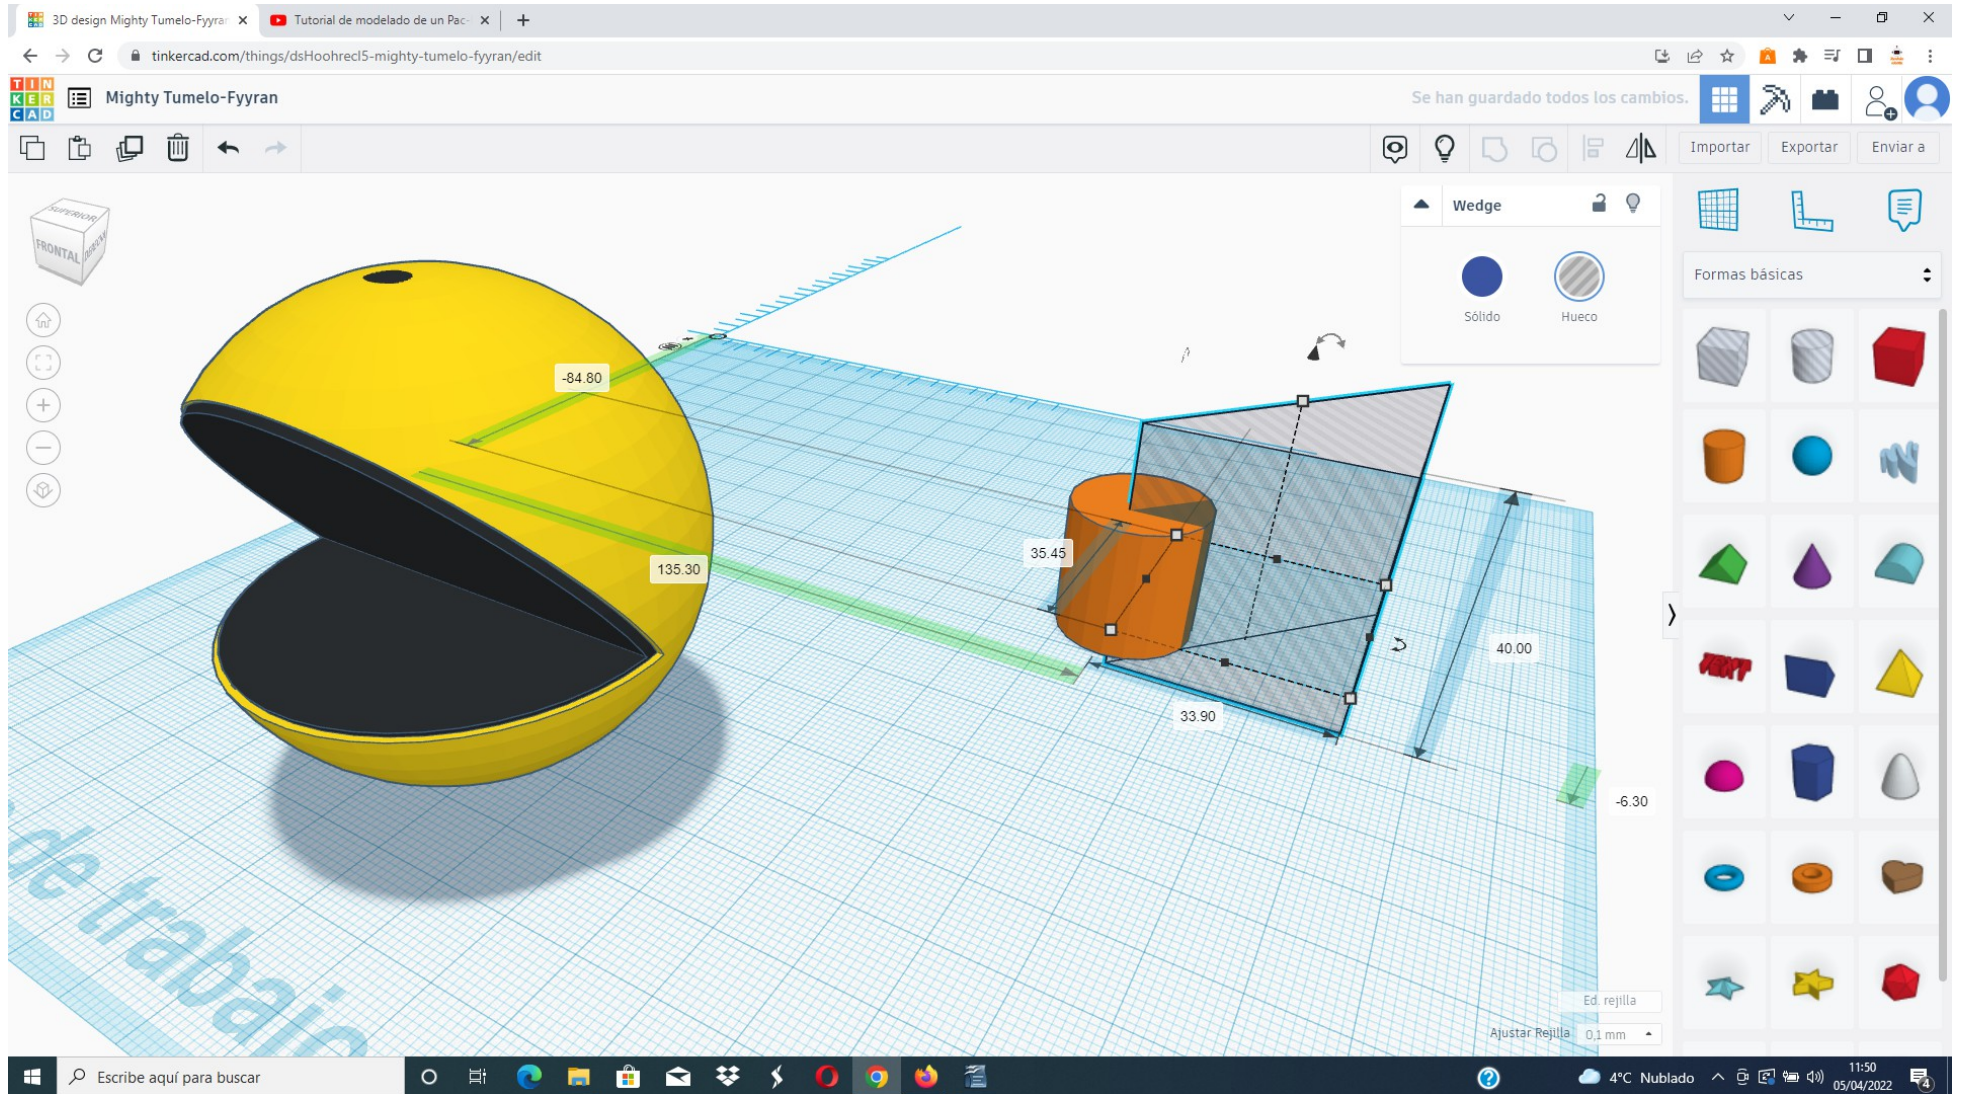 3D design Mighty Tumelo-Fyyran
Tutorial de modelado de un Pac-
tinkercad.com/things/dsHoohrecl5-mighty-tumelo-fyyran/edit
TIN
KER
CAD
Mighty Tumelo-Fyyran
Se han guardado todos los cambios.
Importar
Exportar
Enviar a
SUPERIOR
FRONTAL
DERECHA
Wedge
Sólido
Hueco
Formas básicas
TEXT
-84.80
135.30
35.45
33.90
40.00
-6.30
de trabajo
Ed. rejilla
Ajustar Rejilla
0,1 mm
Escribe aquí para buscar
4°C Nublado
11:50
05/04/2022
4